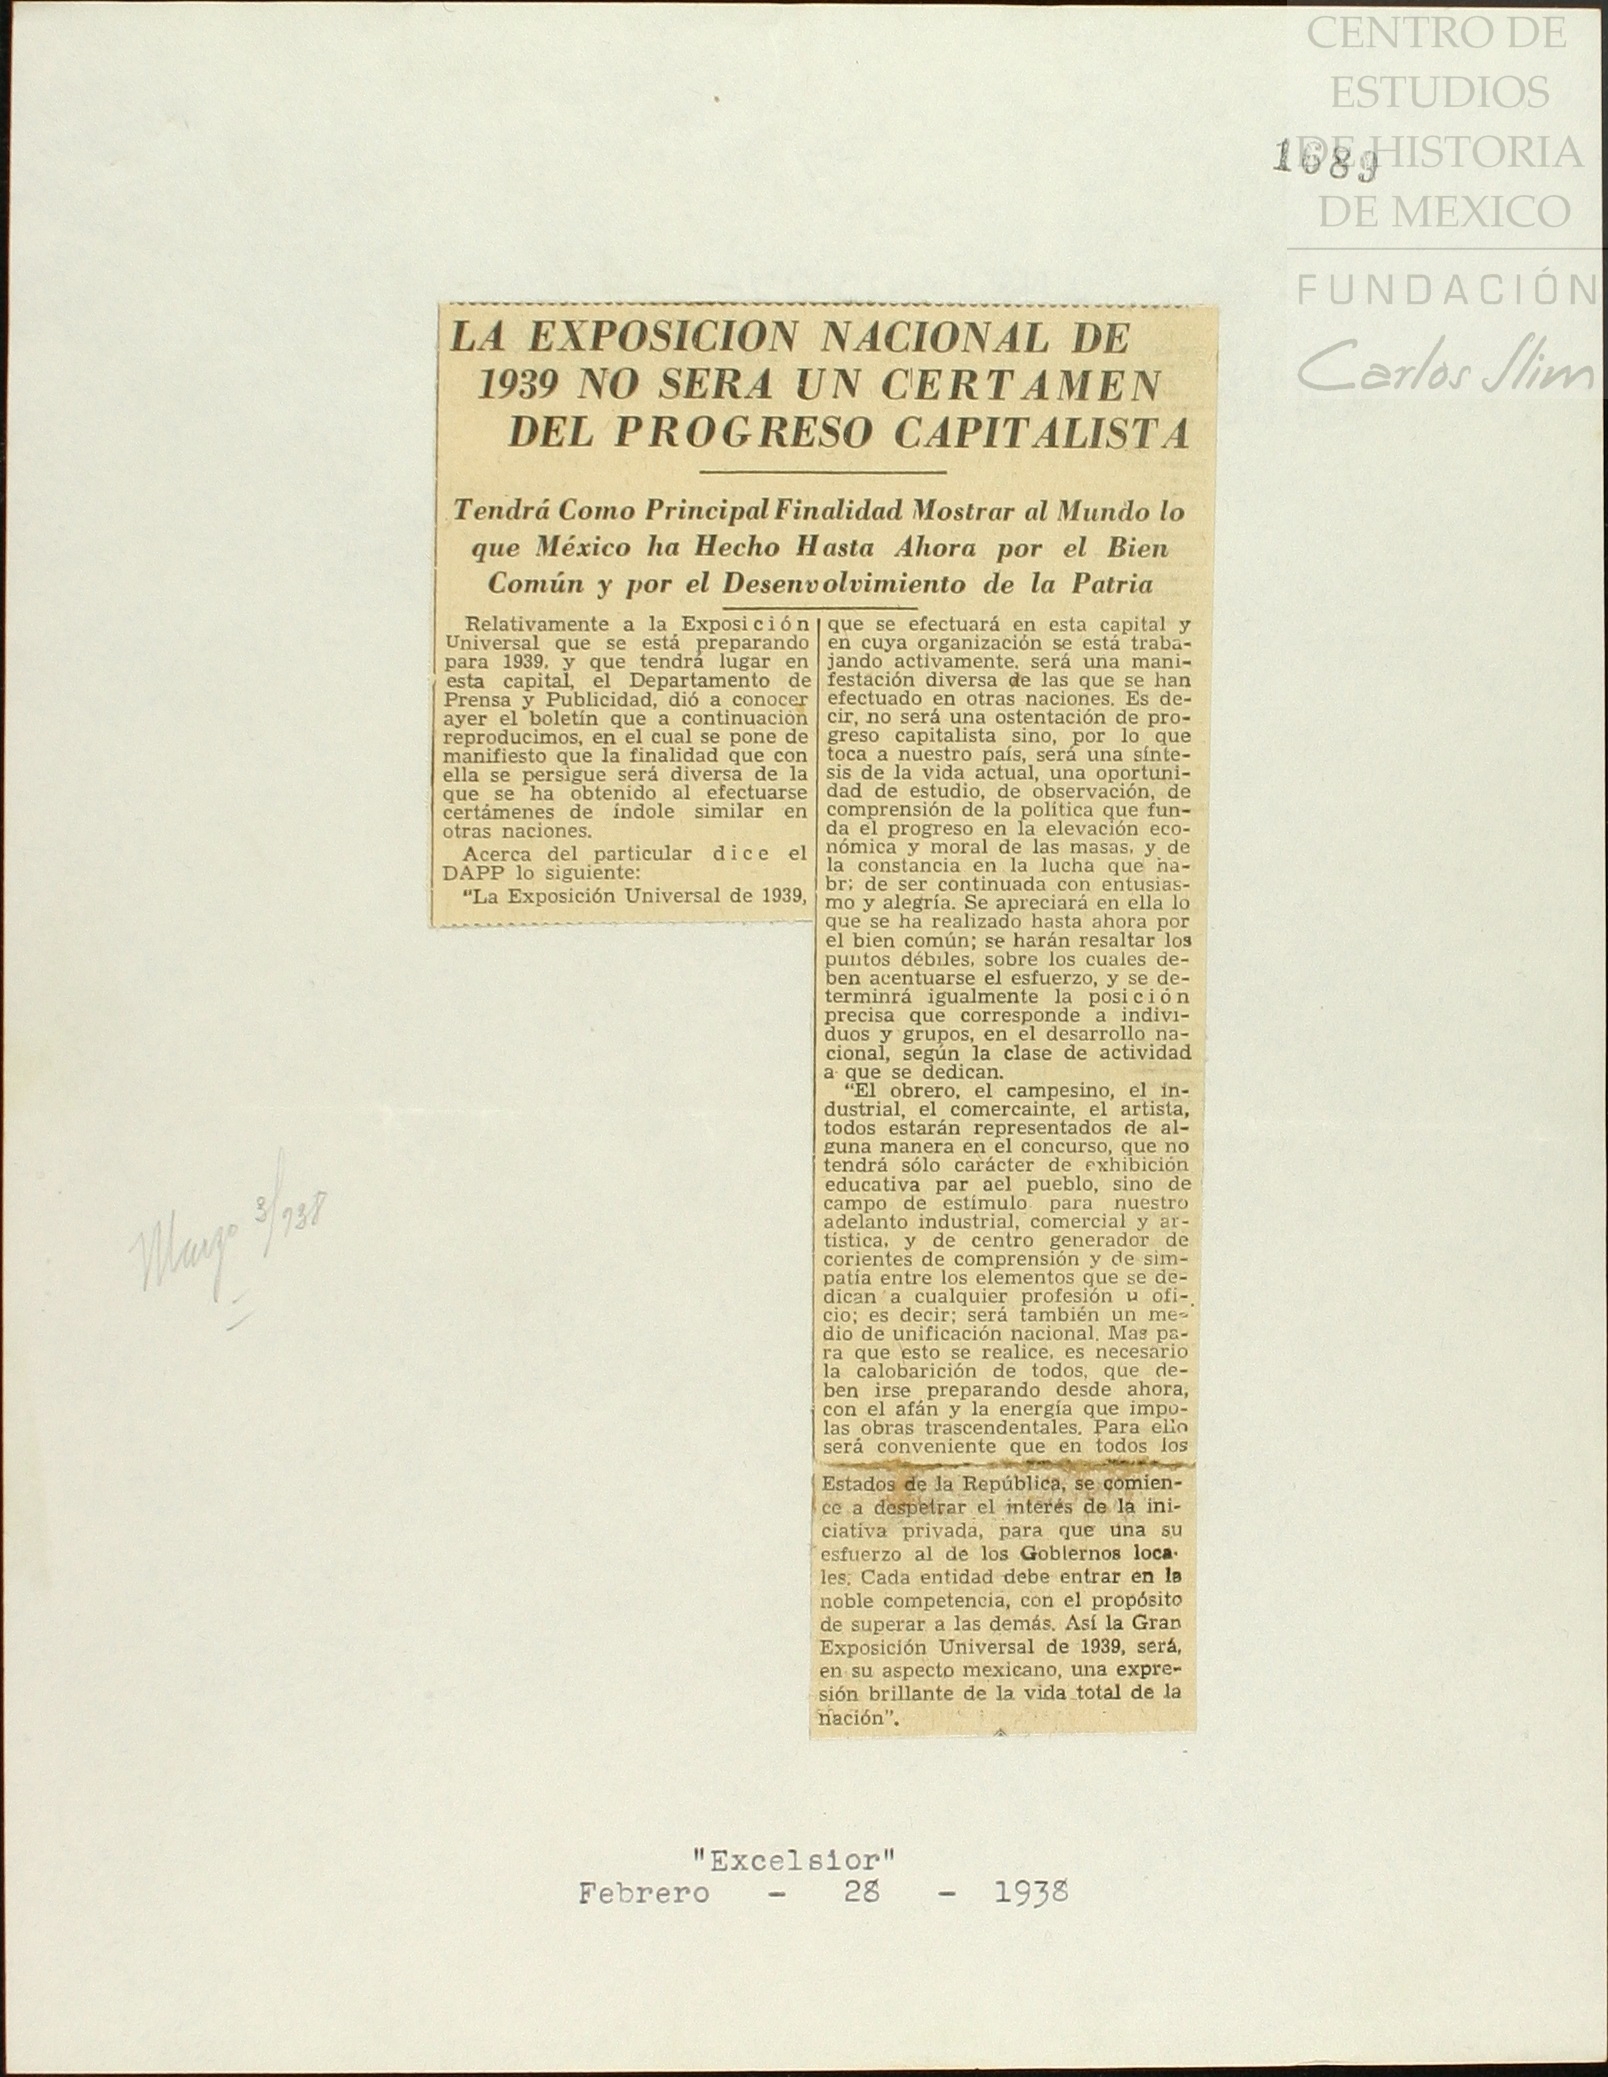 CENTRO DE
ESTUDIOS
DE HISTORIA
DE MEXICO
FUNDACIÓN
Carlos Slim
1689
LA EXPOSICION NACIONAL DE
1939 NO SERA UN CERTAMEN
DEL PROGRESO CAPITALISTA
Tendrá Como Principal Finalidad Mostrar al Mundo lo
que México ha Hecho Hasta Ahora por el Bien
Común y por el Desenvolvimiento de la Patria
Relativamente a la Exposición
Universal que se está preparando
para 1939, y que tendrá lugar en
esta capital, el Departamento de
Prensa y Publicidad, dió a conocer
ayer el boletín que a continuación
reproducimos, en el cual se pone de
manifiesto que la finalidad que con
ella se persigue será diversa de la
que se ha obtenido al efectuarse
certámenes de índole similar en
otras naciones.
Acerca del particular dice el
DAPP lo siguiente:
"La Exposición Universal de 1939,
que se efectuará en esta capital y
en cuya organización se está traba-
jando activamente, será una mani-
festación diversa de las que se han
efectuado en otras naciones. Es de-
cir, no será una ostentación de pro-
greso capitalista sino, por lo que
toca a nuestro país, será una sínte-
sis de la vida actual, una oportuni-
dad de estudio, de observación, de
comprensión de la política que fun-
da el progreso en la elevación eco-
nómica y moral de las masas, y de
la constancia en la lucha que ha-
brá de ser continuada con entusias-
mo y alegría. Se apreciará en ella lo
que se ha realizado hasta ahora por
el bien común; se harán resaltar los
puntos débiles, sobre los cuales de-
ben acentuarse el esfuerzo, y se de-
terminrá igualmente la posición
precisa que corresponde a indivi-
duos y grupos, en el desarrollo na-
cional, según la clase de actividad
a que se dedican.
"El obrero, el campesino, el in-
dustrial, el comercainte, el artista,
todos estarán representados de al-
guna manera en el concurso, que no
tendrá sólo carácter de exhibición
educativa par ael pueblo, sino de
campo de estímulo para nuestro
adelanto industrial, comercial y ar-
tística, y de centro generador de
corientes de comprensión y de sim-
patía entre los elementos que se de-
dican a cualquier profesión u ofi-
cio; es decir; será también un me-
dio de unificación nacional. Mas pa-
ra que esto se realice, es necesario
la calobarición de todos, que de-
ben irse preparando desde ahora,
con el afán y la energía que impo-
las obras trascendentales. Para ello
será conveniente que en todos los
Estados de la República, se comien-
ce a despetrar el interés de la ini-
ciativa privada, para que una su
esfuerzo al de los Gobiernos loca-
les. Cada entidad debe entrar en la
noble competencia, con el propósito
de superar a las demás. Así la Gran
Exposición Universal de 1939, será,
en su aspecto mexicano, una expre-
sión brillante de la vida total de la
nación".
Marzo 3/938
"Excelsior"
Febrero - 28 - 1938